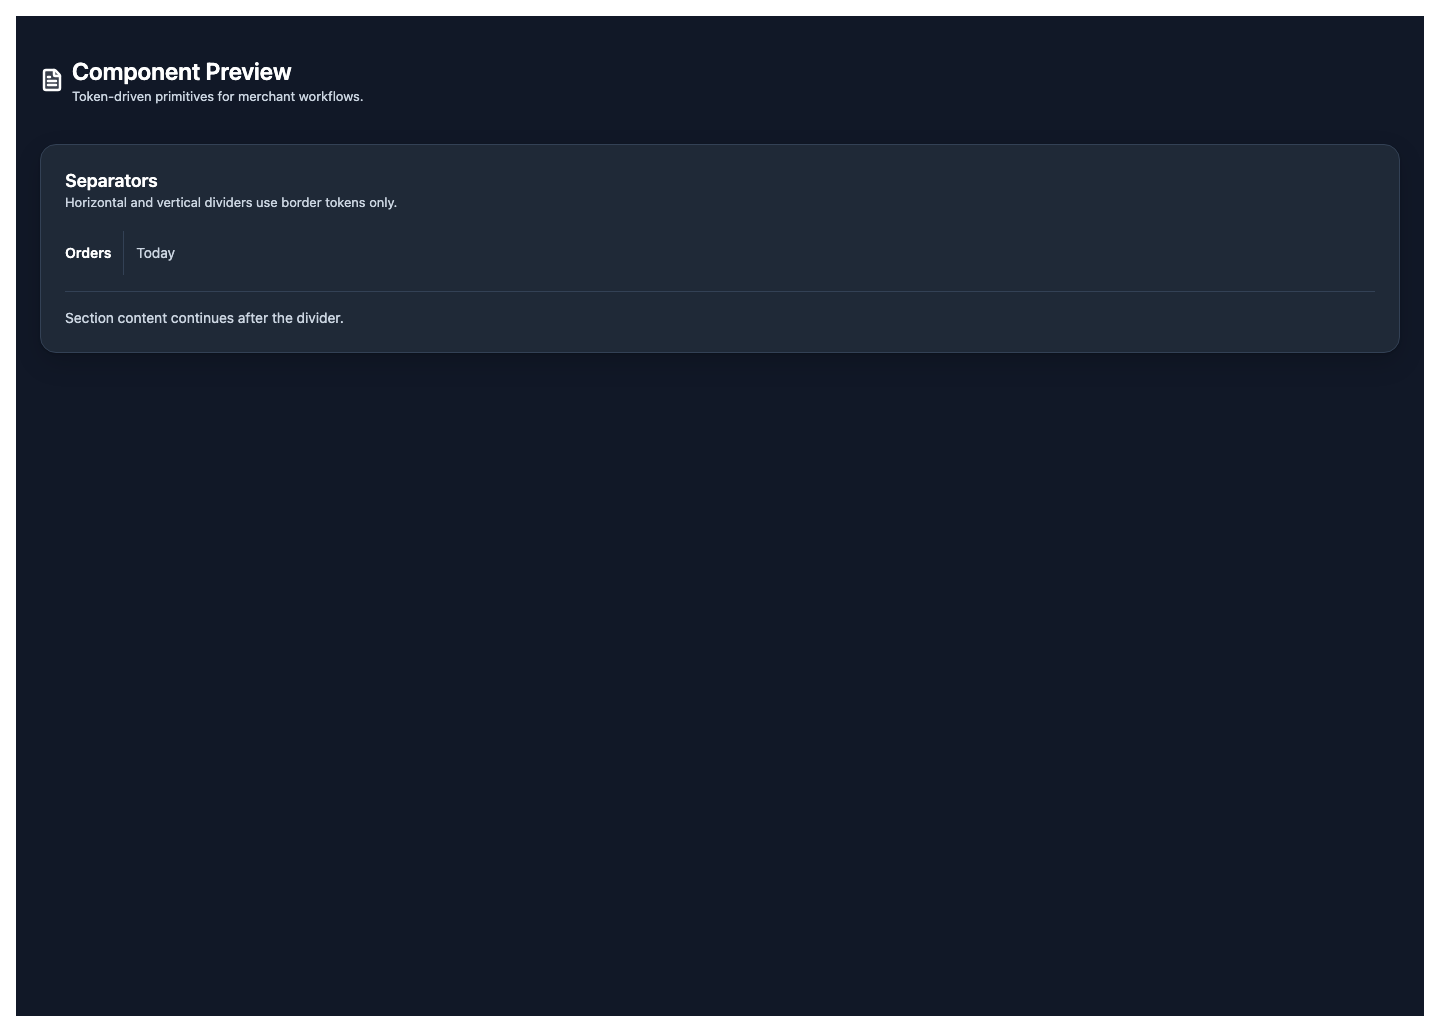 Component Preview
Token-driven primitives for merchant workflows.
Separators
Horizontal and vertical dividers use border tokens only.
Orders Today
Section content continues after the divider.